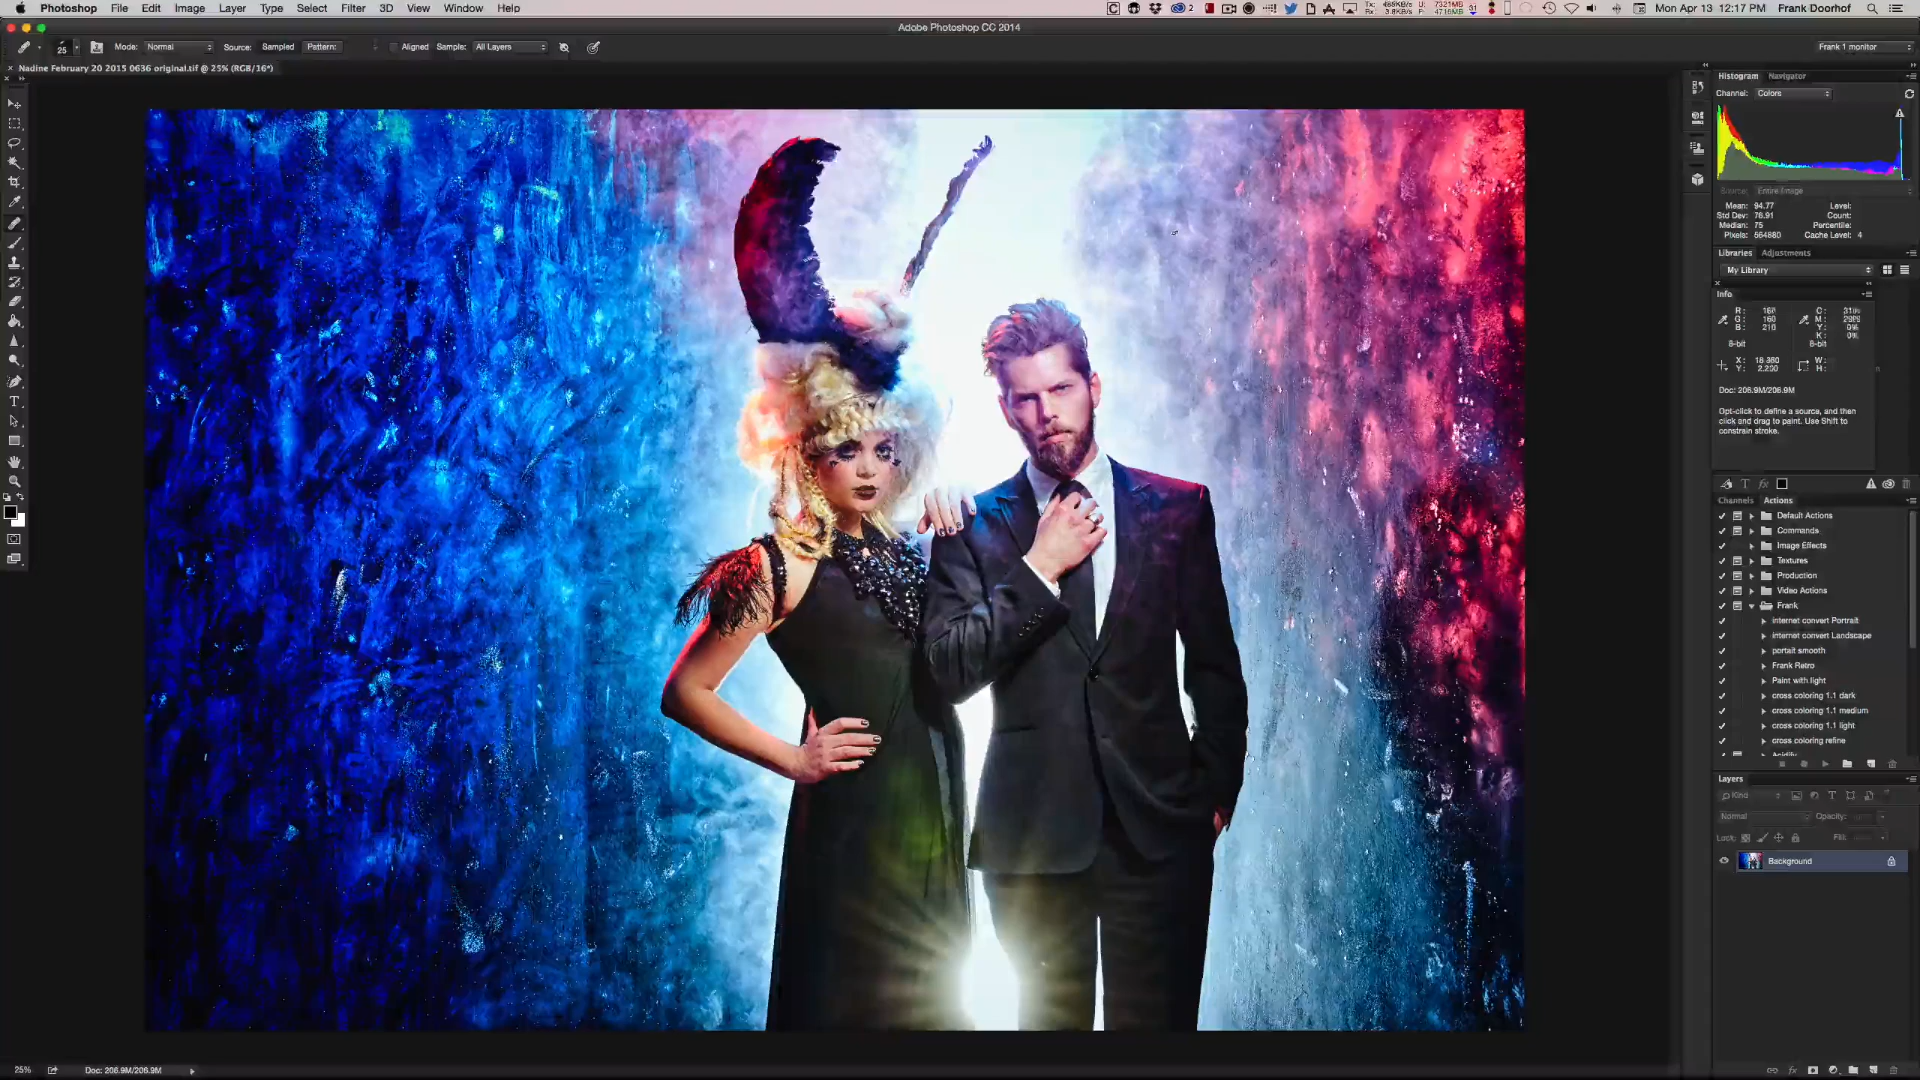 Photoshop File Edit Image Layer Type Select Filter 3D View Window Help
Mon Apr 13 12:17 PM Frank Doorhof
Adobe Photoshop CC 2014
25 Mode: Normal Source: Sampled Pattern: Aligned Sample: All Layers
Frank 1 monitor
Nadine February 20 2015 0636 original.tif @ 25% (RGB/16*)
Histogram Navigator
Channel: Colors
Source: Entire Image
Mean: 94.77 Level:
Std Dev: 76.91 Count:
Median: 75 Percentile:
Pixels: 564880 Cache Level: 4
Libraries Adjustments
My Library
Info
R: 160 C: 31%
G: 160 M:
B: 210 Y: 0%
K: 0%
8-bit 8-bit
X: 18.360 W:
Y: 2.200 H:
Doc: 206.9M/206.9M
Opt-click to define a source, and then
click and drag to paint. Use Shift to
constrain stroke.
Channels Actions
Default Actions
Commands
Image Effects
Textures
Production
Video Actions
Frank
internet convert Portrait
internet convert Landscape
portait smooth
Frank Retro
Paint with light
cross coloring 1.1 dark
cross coloring 1.1 medium
cross coloring 1.1 light
cross coloring refine
Layers
Kind
Normal Opacity:
Lock: Fill:
Background
25% Doc: 206.9M/206.9M